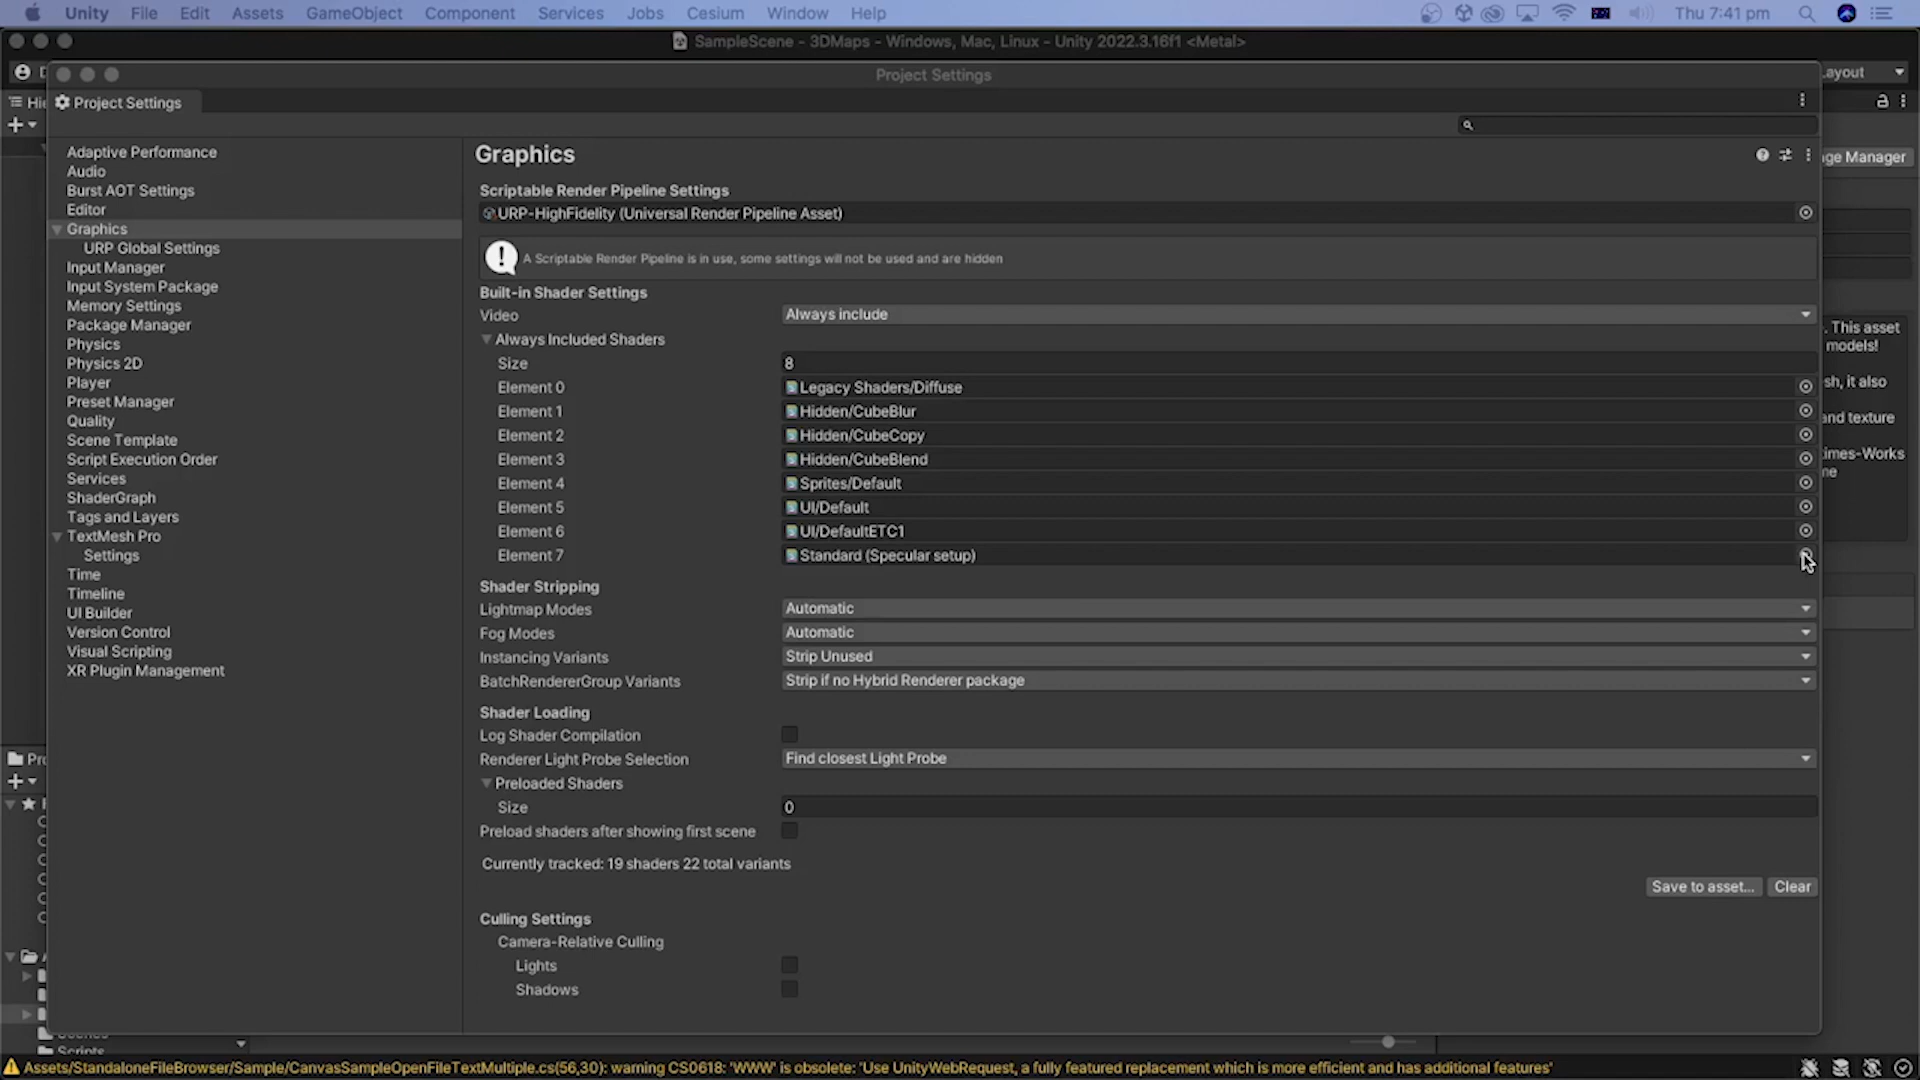 Unity File Edit Assets GameObject Component Services Jobs Cesium Window Help Thu 7:41 pm
SampleScene - 3DMaps - Windows, Mac, Linux - Unity 2022.3.16f1 <Metal>
Project Settings
Layout
Project Settings
Adaptive Performance
Audio
Burst AOT Settings
Editor
Graphics
URP Global Settings
Input Manager
Input System Package
Memory Settings
Package Manager
Physics
Physics 2D
Player
Preset Manager
Quality
Scene Template
Script Execution Order
Services
ShaderGraph
Tags and Layers
TextMesh Pro
Settings
Time
Timeline
UI Builder
Version Control
Visual Scripting
XR Plugin Management
Graphics
Scriptable Render Pipeline Settings
URP-HighFidelity (Universal Render Pipeline Asset)
A Scriptable Render Pipeline is in use, some settings will not be used and are hidden
Built-in Shader Settings
Video Always include
Always Included Shaders
Size 8
Element 0 Legacy Shaders/Diffuse
Element 1 Hidden/CubeBlur
Element 2 Hidden/CubeCopy
Element 3 Hidden/CubeBlend
Element 4 Sprites/Default
Element 5 UI/Default
Element 6 UI/DefaultETC1
Element 7 Standard (Specular setup)
Shader Stripping
Lightmap Modes Automatic
Fog Modes Automatic
Instancing Variants Strip Unused
BatchRendererGroup Variants Strip if no Hybrid Renderer package
Shader Loading
Log Shader Compilation
Renderer Light Probe Selection Find closest Light Probe
Preloaded Shaders
Size 0
Preload shaders after showing first scene
Currently tracked: 19 shaders 22 total variants
Save to asset... Clear
Culling Settings
Camera-Relative Culling
Lights
Shadows
Manager
. This asset
models!
it also
and texture
-Works
Scripts
Assets/StandaloneFileBrowser/Sample/CanvasSampleOpenFileTextMultiple.cs(56,30): warning CS0618: 'WWW' is obsolete: 'Use UnityWebRequest, a fully featured replacement which is more efficient and has additional features'